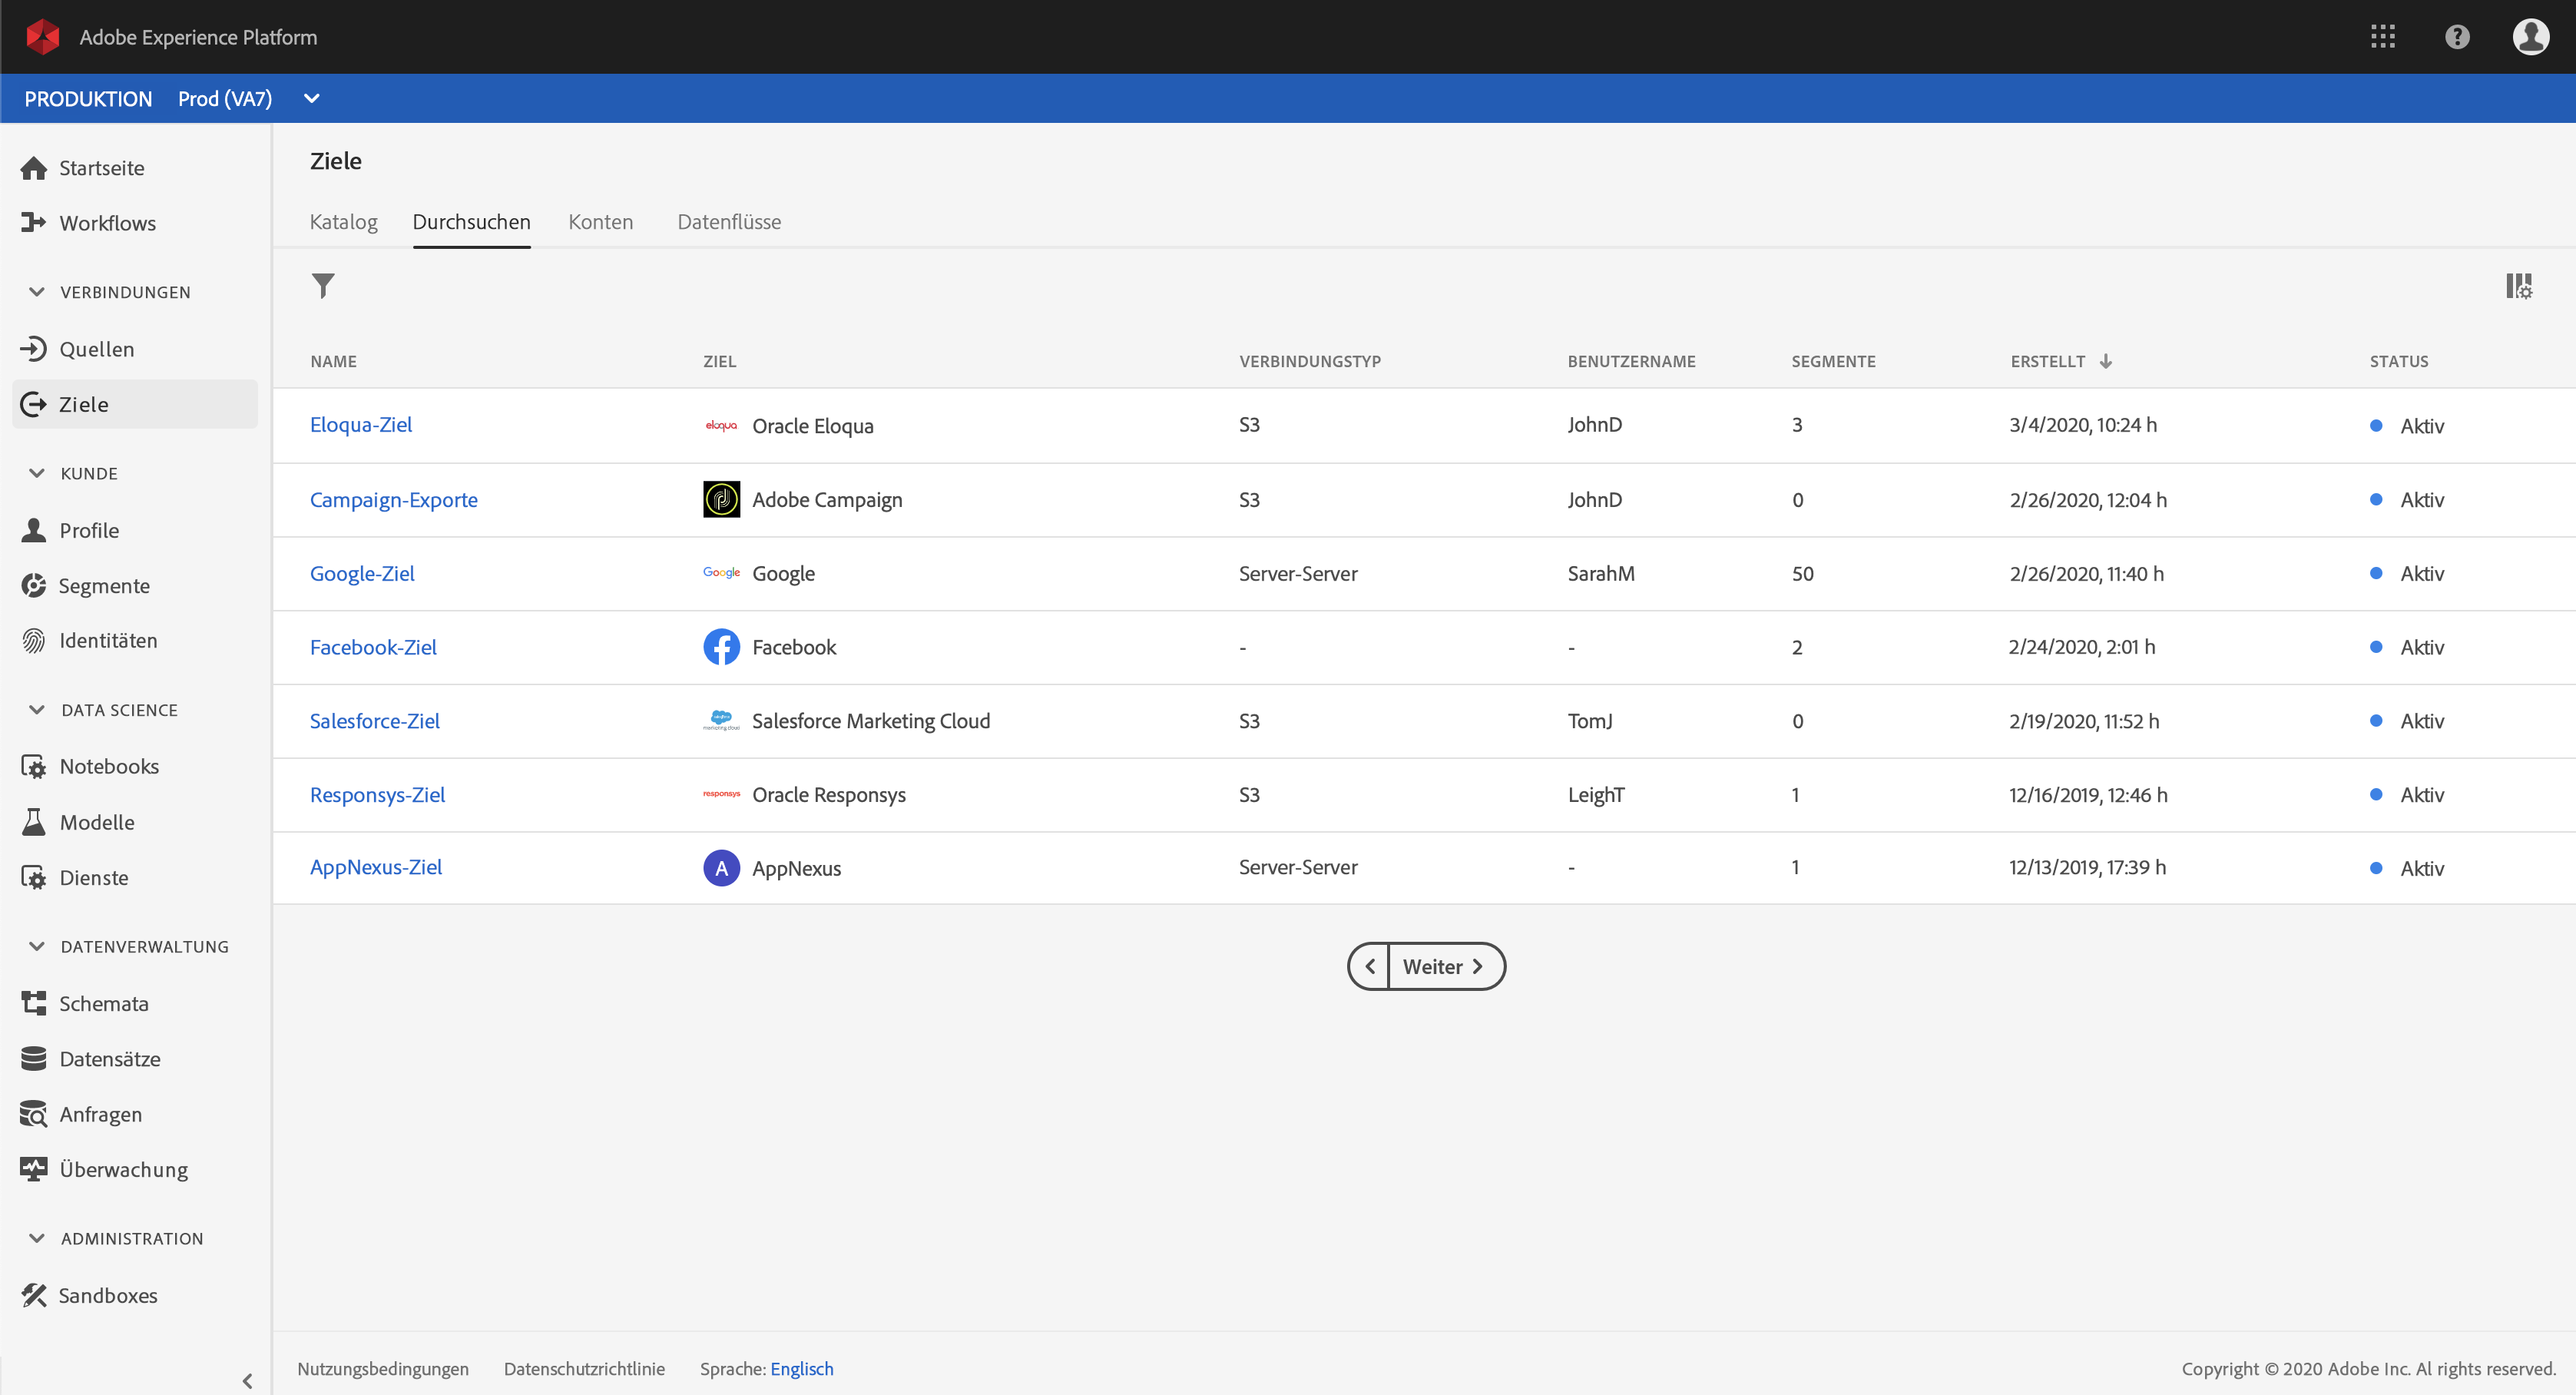 Adobe Experience Platform
PRODUKTION Prod (VA7)
Startseite
Workflows
VERBINDUNGEN
Quellen
Ziele
KUNDE
Profile
Segmente
Identitäten
DATA SCIENCE
Notebooks
Modelle
Dienste
DATENVERWALTUNG
Schemata
Datensätze
Anfragen
Überwachung
ADMINISTRATION
Sandboxes
Ziele
Katalog Durchsuchen Konten Datenflüsse
NAME ZIEL VERBINDUNGSTYP BENUTZERNAME SEGMENTE ERSTELLT STATUS
Eloqua-Ziel eloqua Oracle Eloqua S3 JohnD 3 3/4/2020, 10:24 h Aktiv
Campaign-Exporte Adobe Campaign S3 JohnD 0 2/26/2020, 12:04 h Aktiv
Google-Ziel Google Google Server-Server SarahM 50 2/26/2020, 11:40 h Aktiv
Facebook-Ziel Facebook - - 2 2/24/2020, 2:01 h Aktiv
Salesforce-Ziel marketing cloud Salesforce Marketing Cloud S3 TomJ 0 2/19/2020, 11:52 h Aktiv
Responsys-Ziel responsys Oracle Responsys S3 LeighT 1 12/16/2019, 12:46 h Aktiv
AppNexus-Ziel A AppNexus Server-Server - 1 12/13/2019, 17:39 h Aktiv
Weiter
Nutzungsbedingungen Datenschutzrichtlinie Sprache: Englisch Copyright © 2020 Adobe Inc. Al rights reserved.